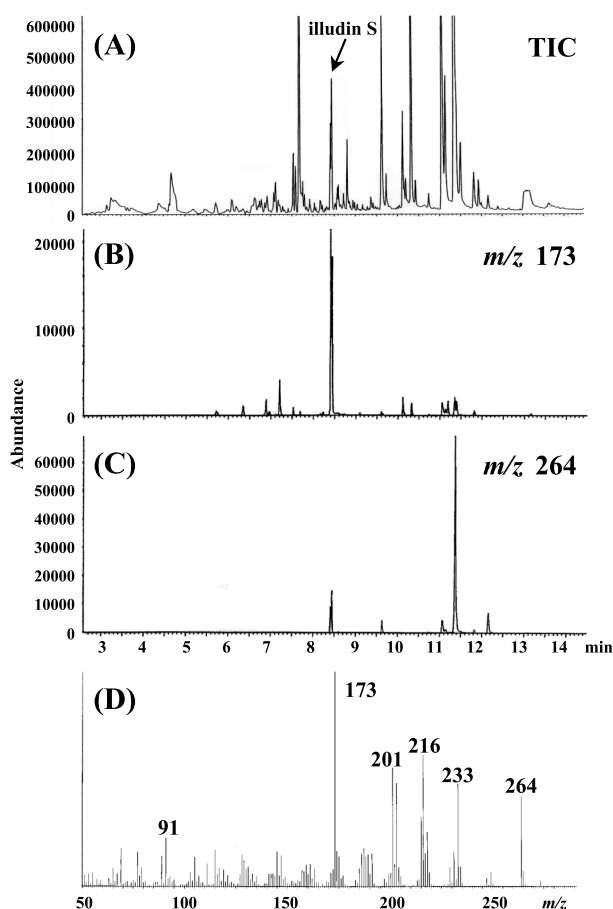 (A)
illudin S
TIC
600000
500000
400000
300000
200000
100000
0
(B)
m/z 173
20000
10000
0
Abundance
(C)
m/z 264
60000
50000
40000
30000
20000
10000
0
3 4 5 6 7 8 9 10 11 12 13 14 min
(D)
173
201
216
233
264
91
50 100 150 200 250 m/z